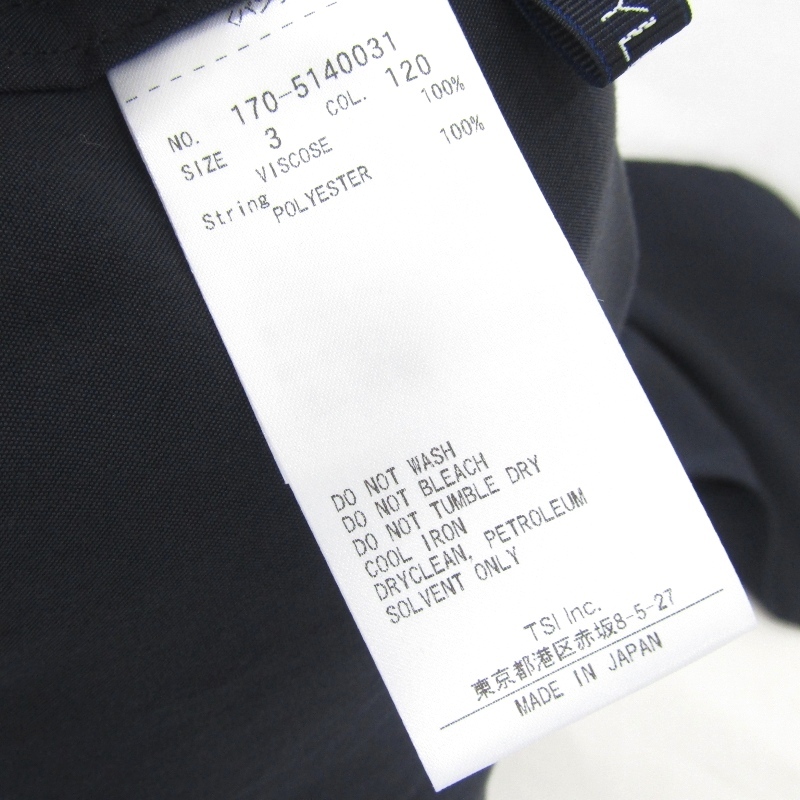 NO. 170-5140031
SIZE 3 COL. 120
VISCOSE 100%
String POLYESTER 100%
DO NOT WASH
DO NOT BLEACH
DO NOT TUMBLE DRY
COOL IRON
DRYCLEAN, PETROLEUM
SOLVENT ONLY
TSI Inc.
東京都港区赤坂8-5-27
MADE IN JAPAN